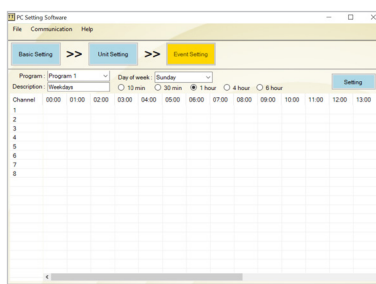 PC Setting Software
File Communication Help
Basic Setting >> Unit Setting >> Event Setting
Program : Program 1 Day of week : Sunday
Description : Weekdays 10 min 30 min 1 hour 4 hour 6 hour Setting
Channel 00:00 01:00 02:00 03:00 04:00 05:00 06:00 07:00 08:00 09:00 10:00 11:00 12:00 13:00
1
2
3
4
5
6
7
8